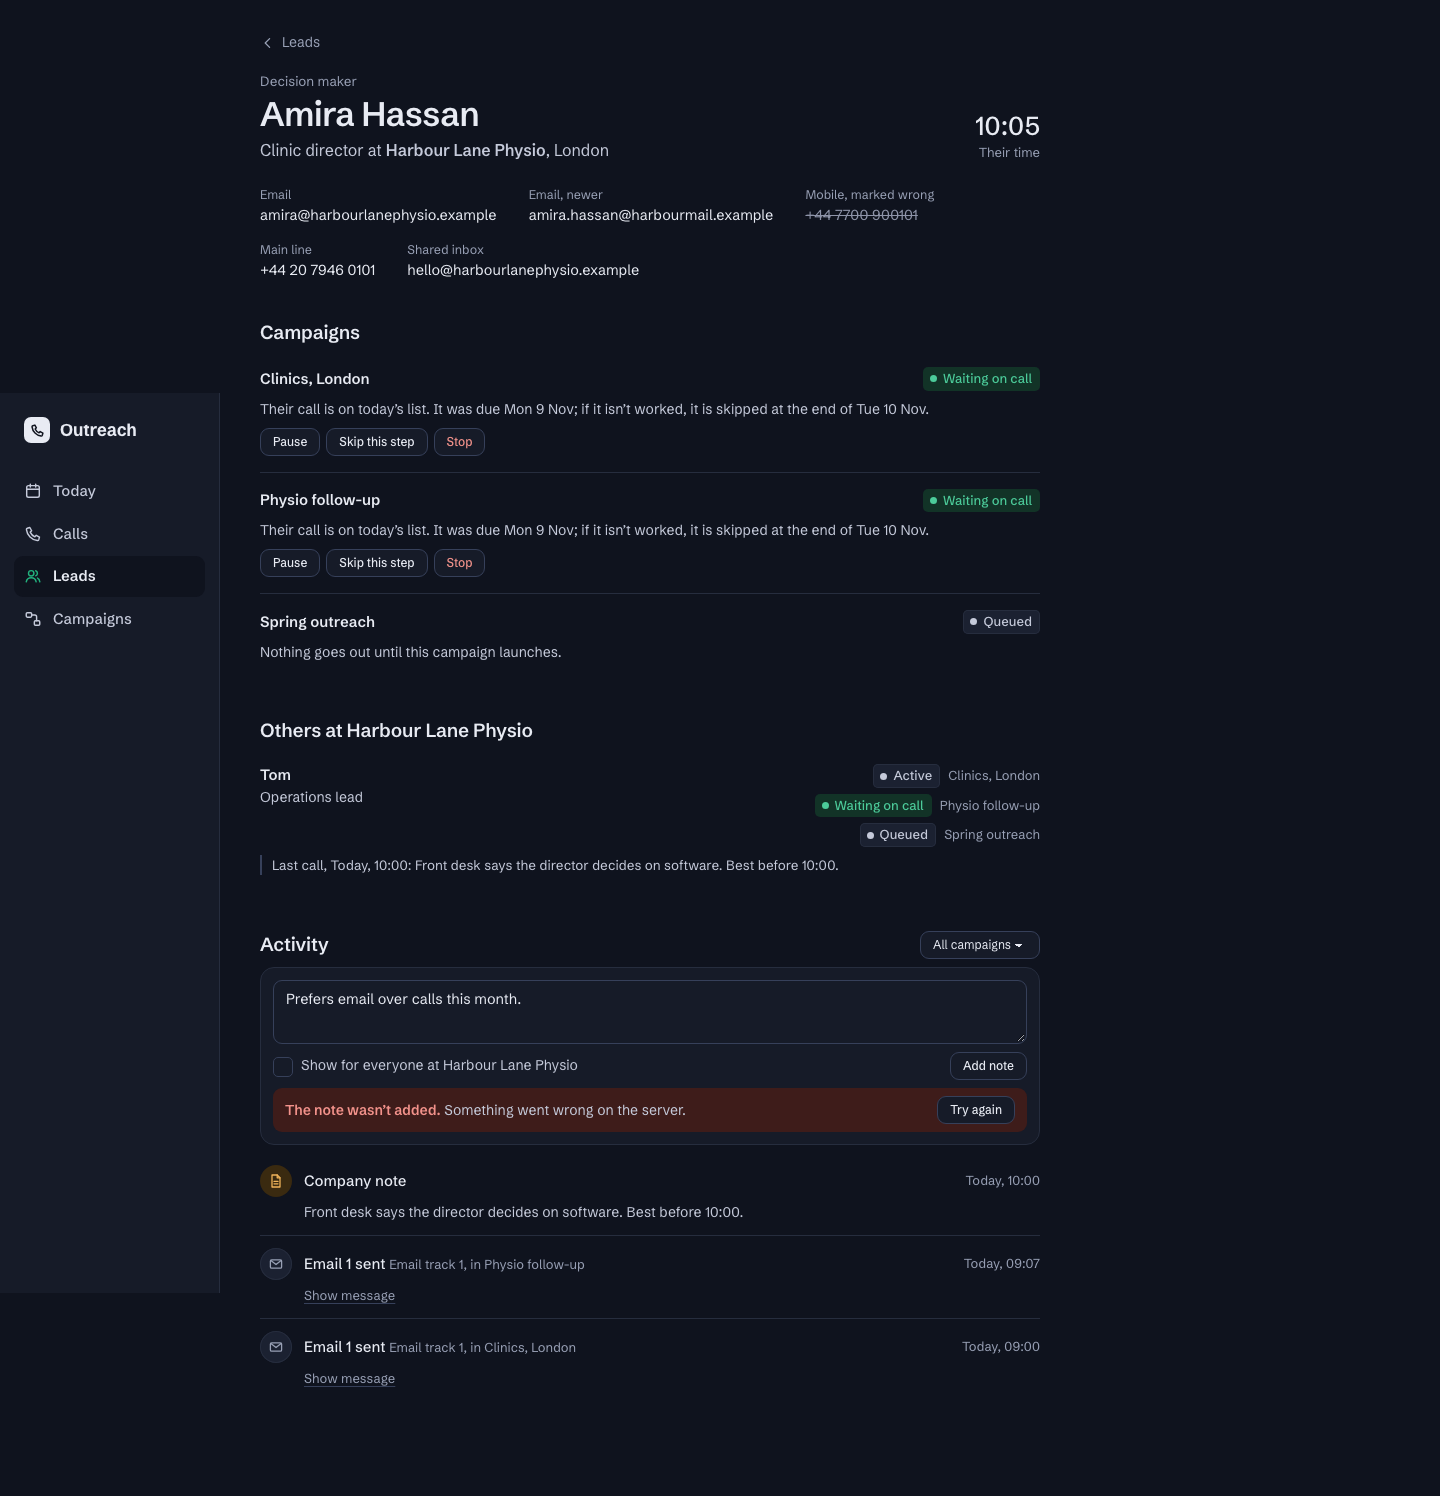 Leads
Decision maker
Amira Hassan
Clinic director at Harbour Lane Physio, London
10:05
Their time
Email
amira@harbourlanephysio.example
Email, newer
amira.hassan@harbourmail.example
Mobile, marked wrong
+44 7700 900101
Main line
+44 20 7946 0101
Shared inbox
hello@harbourlanephysio.example
Outreach
Today
Calls
Leads
Campaigns
Campaigns
Clinics, London
Waiting on call
Their call is on today’s list. It was due Mon 9 Nov; if it isn’t worked, it is skipped at the end of Tue 10 Nov.
Pause
Skip this step
Stop
Physio follow-up
Waiting on call
Their call is on today’s list. It was due Mon 9 Nov; if it isn’t worked, it is skipped at the end of Tue 10 Nov.
Pause
Skip this step
Stop
Spring outreach
Queued
Nothing goes out until this campaign launches.
Others at Harbour Lane Physio
Tom
Operations lead
Active Clinics, London
Waiting on call Physio follow-up
Queued Spring outreach
Last call, Today, 10:00: Front desk says the director decides on software. Best before 10:00.
Activity
All campaigns
Prefers email over calls this month.
Show for everyone at Harbour Lane Physio
Add note
The note wasn’t added. Something went wrong on the server.
Try again
Company note
Today, 10:00
Front desk says the director decides on software. Best before 10:00.
Email 1 sent Email track 1, in Physio follow-up
Today, 09:07
Show message
Email 1 sent Email track 1, in Clinics, London
Today, 09:00
Show message